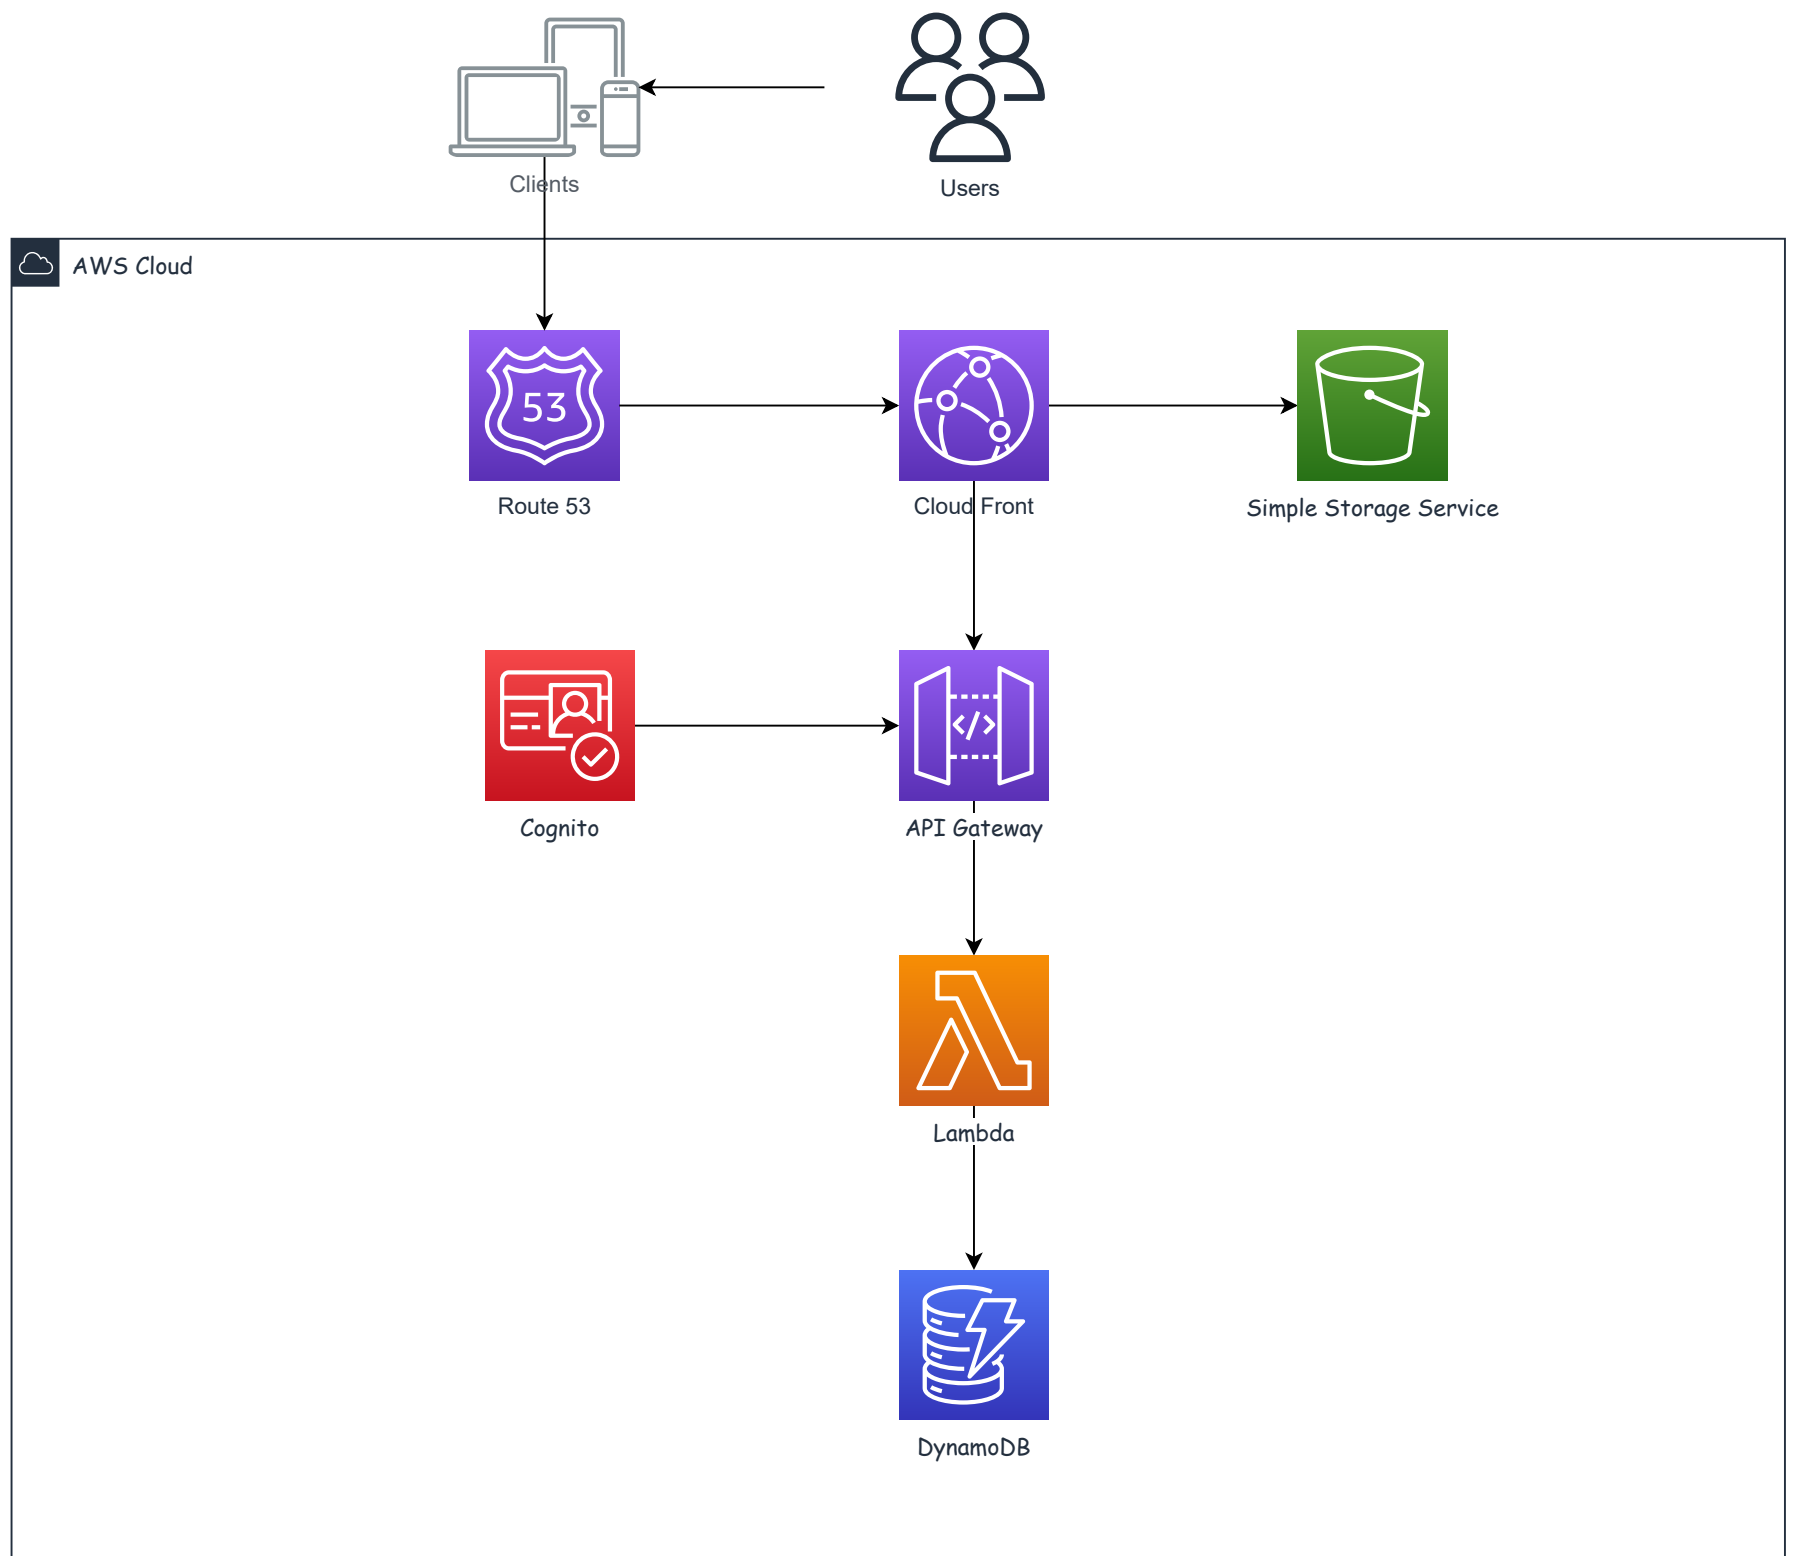 Clients
Users
AWS Cloud
53
Route 53
Cloud Front
Simple Storage Service
Cognito
API Gateway
Lambda
DynamoDB